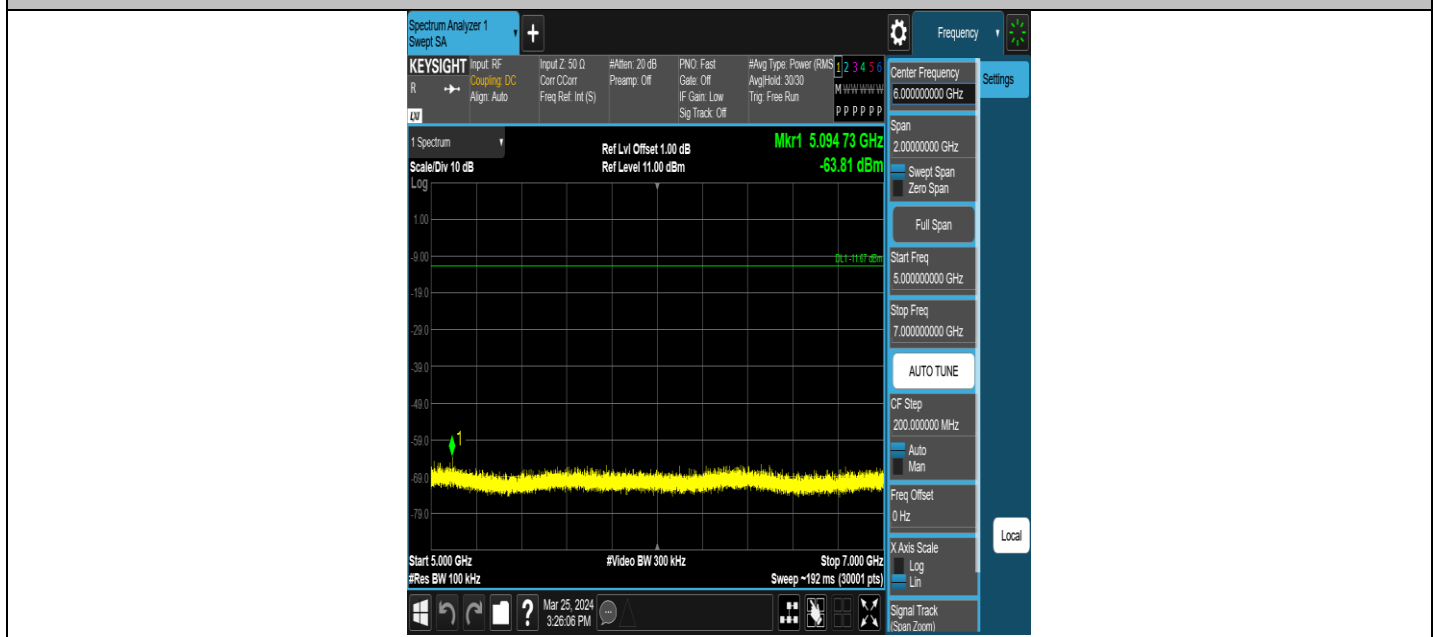 Spectrum Analyzer 1
Swept SA
Frequency
KEYSIGHT
R
LXI
Input: RF
Coupling: DC
Align: Auto
Input Z: 50 Ω
Corr CCorr
Freq Ref: Int (S)
#Atten: 20 dB
Preamp: Off
PNO: Fast
Gate: Off
IF Gain: Low
Sig Track: Off
#Avg Type: Power (RMS
Avg|Hold: 30/30
Trig: Free Run
1 2 3 4 5 6
M W W W W W
P P P P P P
1 Spectrum
Scale/Div 10 dB
Log
Ref Lvl Offset 1.00 dB
Ref Level 11.00 dBm
Mkr1 5.094 73 GHz
-63.81 dBm
1.00
-9.00
DL1 -11.67 dBm
-19.0
-29.0
-39.0
-49.0
-59.0
1
-69.0
-79.0
Start 5.000 GHz
#Res BW 100 kHz
#Video BW 300 kHz
Stop 7.000 GHz
Sweep ~192 ms (30001 pts)
Center Frequency
6.000000000 GHz
Settings
Span
2.00000000 GHz
Swept Span
Zero Span
Full Span
Start Freq
5.000000000 GHz
Stop Freq
7.000000000 GHz
AUTO TUNE
CF Step
200.000000 MHz
Auto
Man
Freq Offset
0 Hz
Local
X Axis Scale
Log
Lin
Signal Track
(Span Zoom)
?
Mar 25, 2024
3:26:06 PM